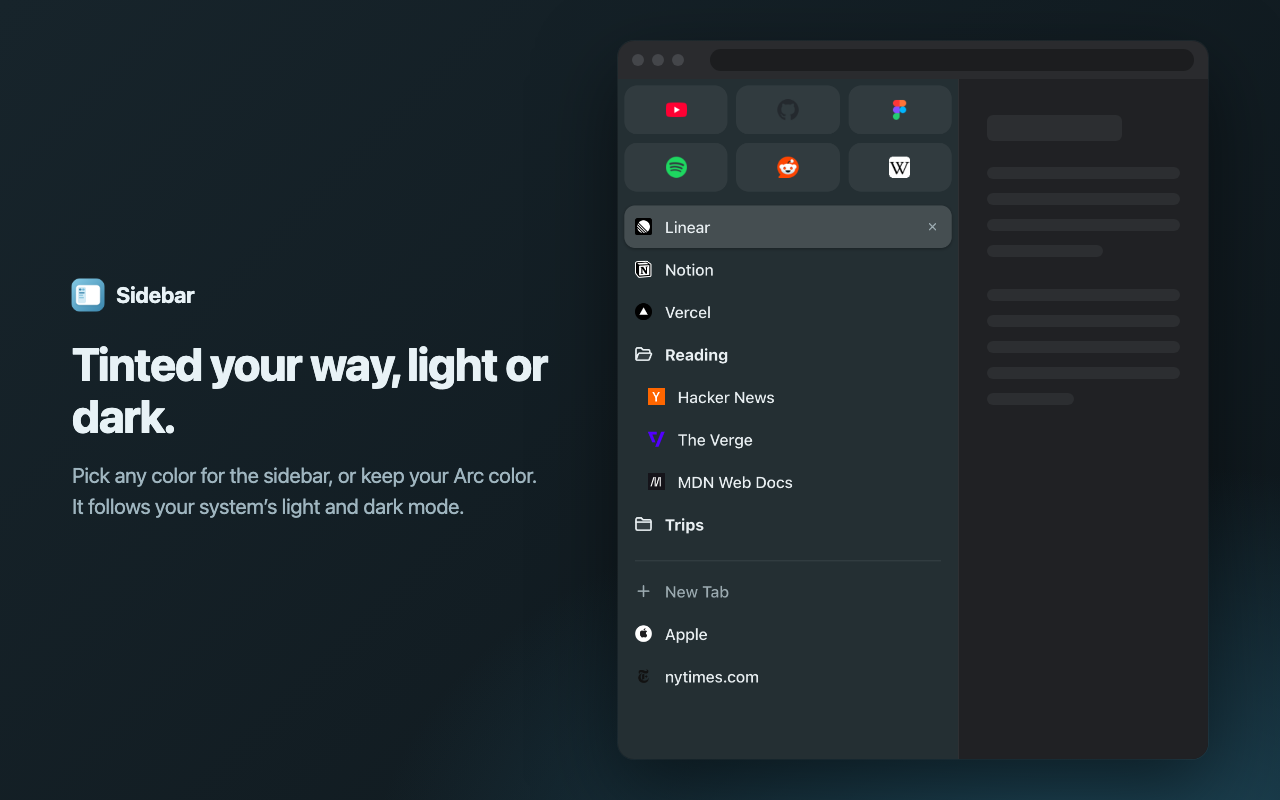 Sidebar
Tinted your way, light or
dark.
Pick any color for the sidebar, or keep your Arc color.
It follows your system’s light and dark mode.
W
Linear
Notion
Vercel
Reading
Y
Hacker News
The Verge
MDN Web Docs
Trips
New Tab
Apple
nytimes.com